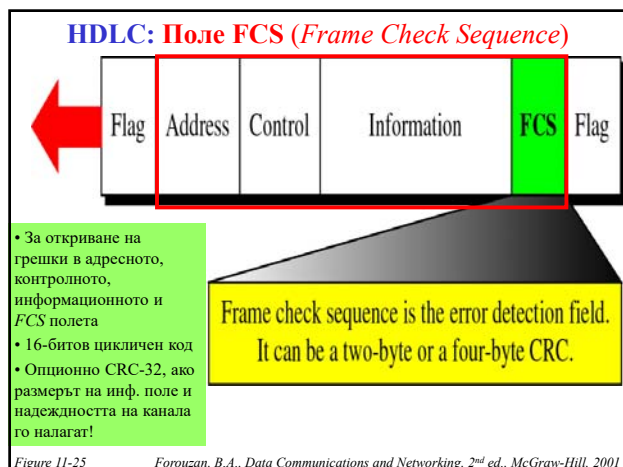 HDLC: Поле FCS (Frame Check Sequence)
Flag Address Control Information FCS Flag
• За откриване на
грешки в адресното,
контролното,
информационното и
FCS полета
• 16-битов цикличен код
• Опционно CRC-32, ако
размерът на инф. поле и
надеждността на канала
го налагат!
Frame check sequence is the error detection field.
It can be a two-byte or a four-byte CRC.
Figure 11-25 Forouzan, B.A., Data Communications and Networking, 2nd ed., McGraw-Hill, 2001